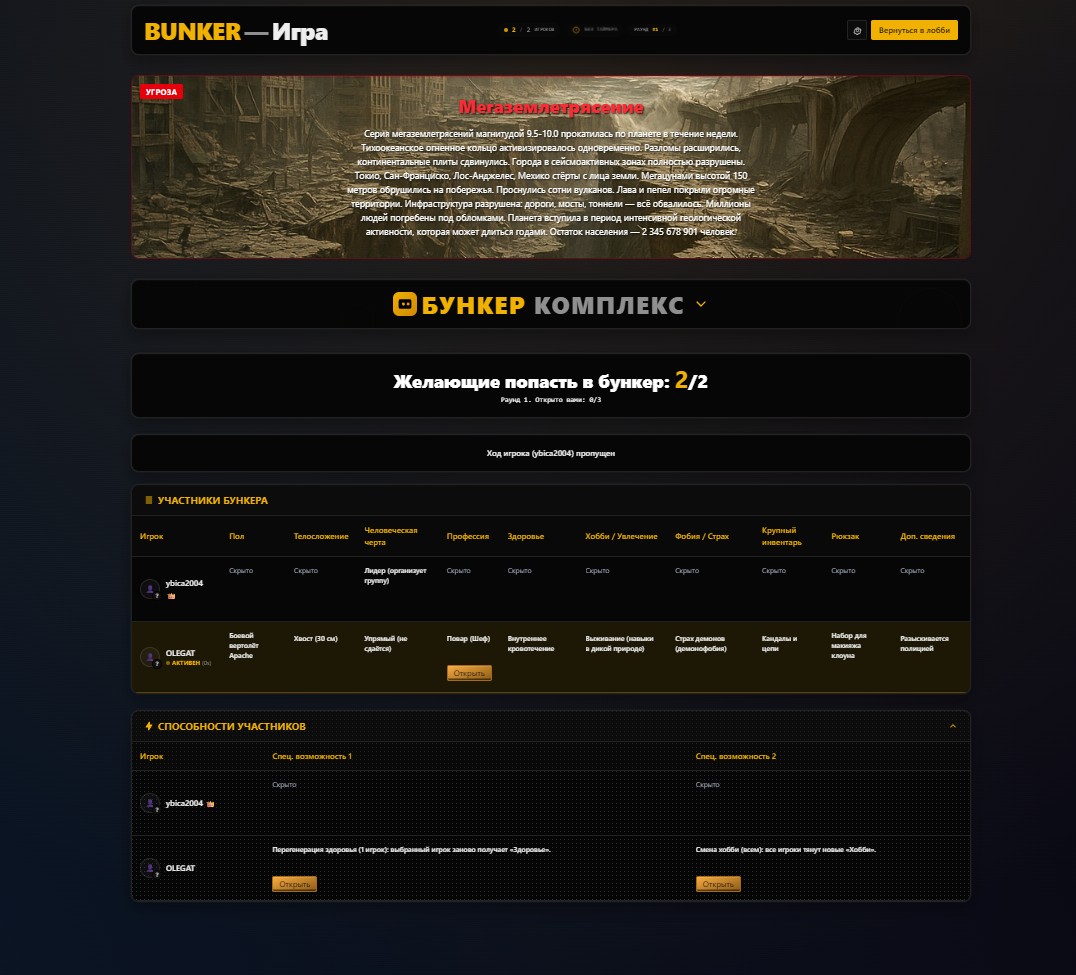 BUNKER — Игра
2 / 2 ИГРОКОВ
РАУНД #1 /
Вернуться в лобби
УГРОЗА
Мегаземлетрясение
Серия мегаземлетрясений магнитудой 9.5-10.0 прокатилась по планете в течение недели.
Тихоокеанское огненное кольцо активизировалось одновременно. Разломы расширились,
континентальные плиты сдвинулись. Города в сейсмоактивных зонах полностью разрушены.
Токио, Сан-Франциско, Лос-Анджелес, Мехико стёрты с лица земли. Мегацунами высотой 150
метров обрушились на побережья. Проснулись сотни вулканов. Лава и пепел покрыли огромные
территории. Инфраструктура разрушена: дороги, мосты, тоннели — всё обвалилось. Миллионы
людей погребены под обломками. Планета вступила в период интенсивной геологической
активности, которая может длиться годами. Остаток населения — 2 345 678 901 человек.
БУНКЕР КОМПЛЕКС
Желающие попасть в бункер: 2/2
Раунд 1. Открыто вами: 0/3
Ход игрока (ybica2004) пропущен
УЧАСТНИКИ БУНКЕРА
Игрок Пол Телосложение Человеческая черта Профессия Здоровье Хобби / Увлечение Фобия / Страх Крупный инвентарь Рюкзак Доп. сведения
ybica2004 Скрыто Скрыто Лидер (организует группу) Скрыто Скрыто Скрыто Скрыто Скрыто Скрыто Скрыто
?
OLEGAT Боевой вертолёт Apache Хвост (30 см) Упрямый (не сдаётся) Повар (Шеф) Внутреннее кровотечение Выживание (навыки в дикой природе) Страх демонов (демонофобия) Кандалы и цепи Набор для макияжа клоуна Разыскивается полицией
? АКТИВЕН (0s)
Открыть
СПОСОБНОСТИ УЧАСТНИКОВ
Игрок Спец. возможность 1 Спец. возможность 2
ybica2004 Скрыто Скрыто
?
OLEGAT Перегенерация здоровья (1 игрок): выбранный игрок заново получает «Здоровье». Смена хобби (всем): все игроки тянут новые «Хобби».
?
Открыть Открыть